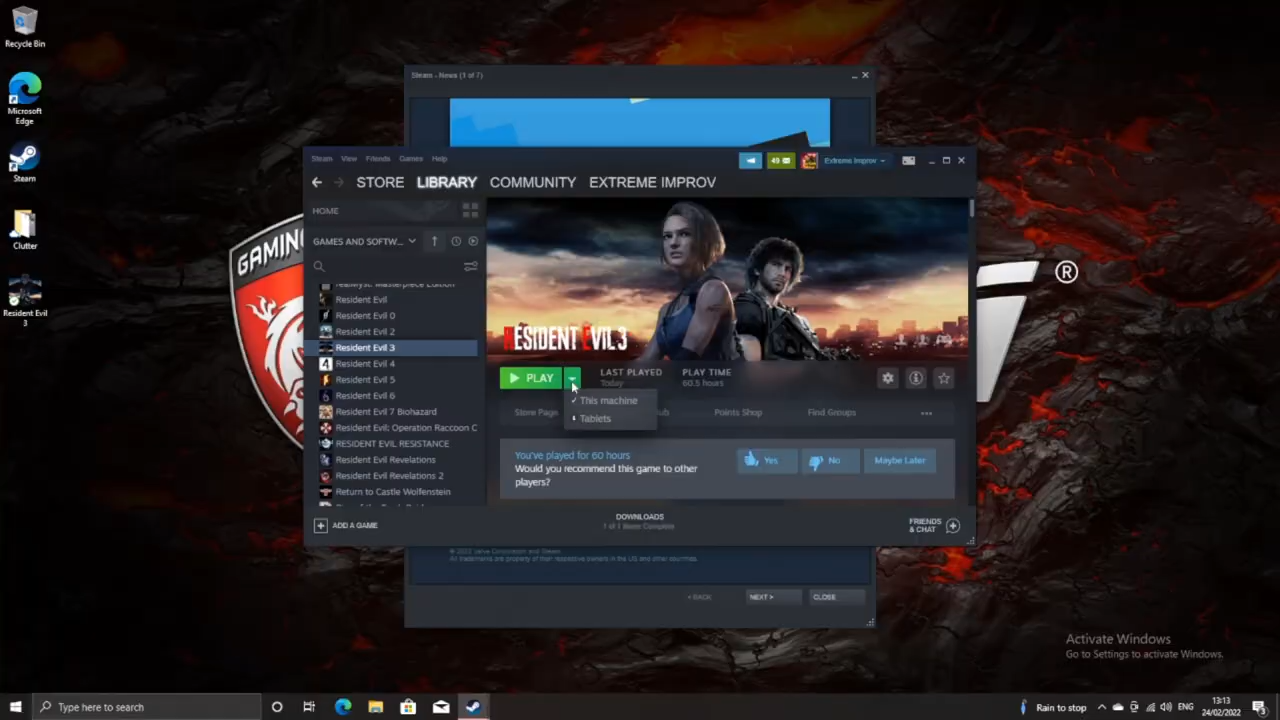 Recycle Bin
Microsoft
Edge
Steam
Clutter
Resident Evil
3
GAMING
®
Steam - News (1 of 7)
Steam View Friends Games Help
49
Extreme Improv
STORE LIBRARY COMMUNITY EXTREME IMPROV
HOME
GAMES AND SOFTW...
Resident Evil
Resident Evil 0
Resident Evil 2
Resident Evil 3
Resident Evil 4
Resident Evil 5
Resident Evil 6
Resident Evil 7 Biohazard
Resident Evil: Operation Raccoon C
RESIDENT EVIL RESISTANCE
Resident Evil Revelations
Resident Evil Revelations 2
Return to Castle Wolfenstein
ADD A GAME
RESIDENT EVIL 3
PLAY
LAST PLAYED
Today
PLAY TIME
60.5 hours
This machine
Tablets
Store Page
Points Shop
Find Groups
You've played for 60 hours
Would you recommend this game to other
players?
Yes
No
Maybe Later
DOWNLOADS
1 of 1 Items Complete
FRIENDS
& CHAT
© 2022 Valve Corporation and Steam.
All trademarks are property of their respective owners in the US and other countries.
< BACK
NEXT >
CLOSE
Activate Windows
Go to Settings to activate Windows.
Type here to search
Rain to stop
ENG
13:13
24/02/2022
3